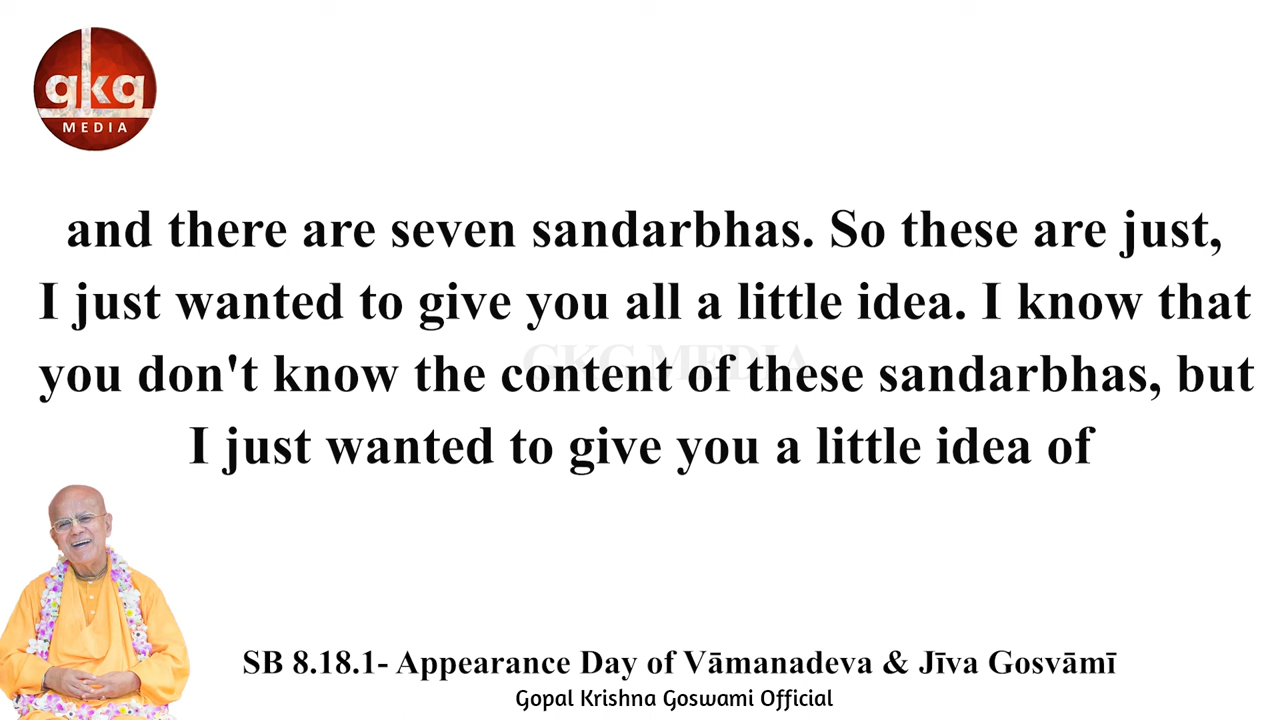 gkg
MEDIA
and there are seven sandarbhas. So these are just,
I just wanted to give you all a little idea. I know that
GKG MEDIA
you don't know the content of these sandarbhas, but
I just wanted to give you a little idea of
SB 8.18.1- Appearance Day of Vāmanadeva & Jīva Gosvāmī
Gopal Krishna Goswami Official